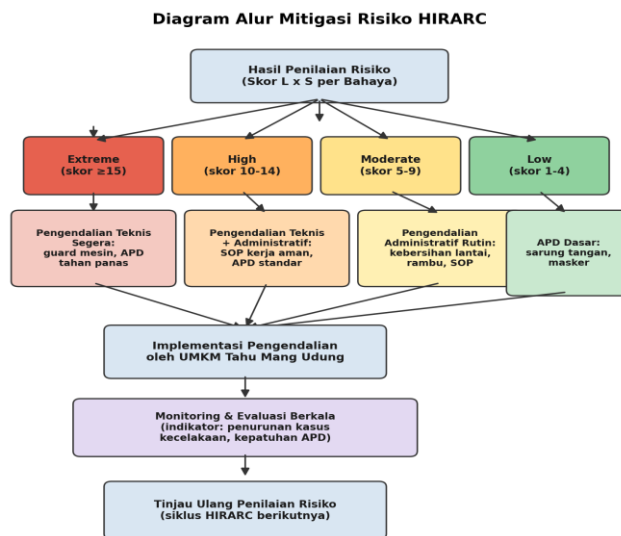 Diagram Alur Mitigasi Risiko HIRARC
Hasil Penilaian Risiko
(Skor L x S per Bahaya)
Extreme
(skor ≥15)
High
(skor 10-14)
Moderate
(skor 5-9)
Low
(skor 1-4)
Pengendalian Teknis
Segera:
guard mesin, APD
tahan panas
Pengendalian Teknis
+ Administratif:
SOP kerja aman,
APD standar
Pengendalian
Administratif Rutin:
kebersihan lantai,
rambu, SOP
APD Dasar:
sarung tangan,
masker
Implementasi Pengendalian
oleh UMKM Tahu Mang Udung
Monitoring & Evaluasi Berkala
(indikator: penurunan kasus
kecelakaan, kepatuhan APD)
Tinjau Ulang Penilaian Risiko
(siklus HIRARC berikutnya)